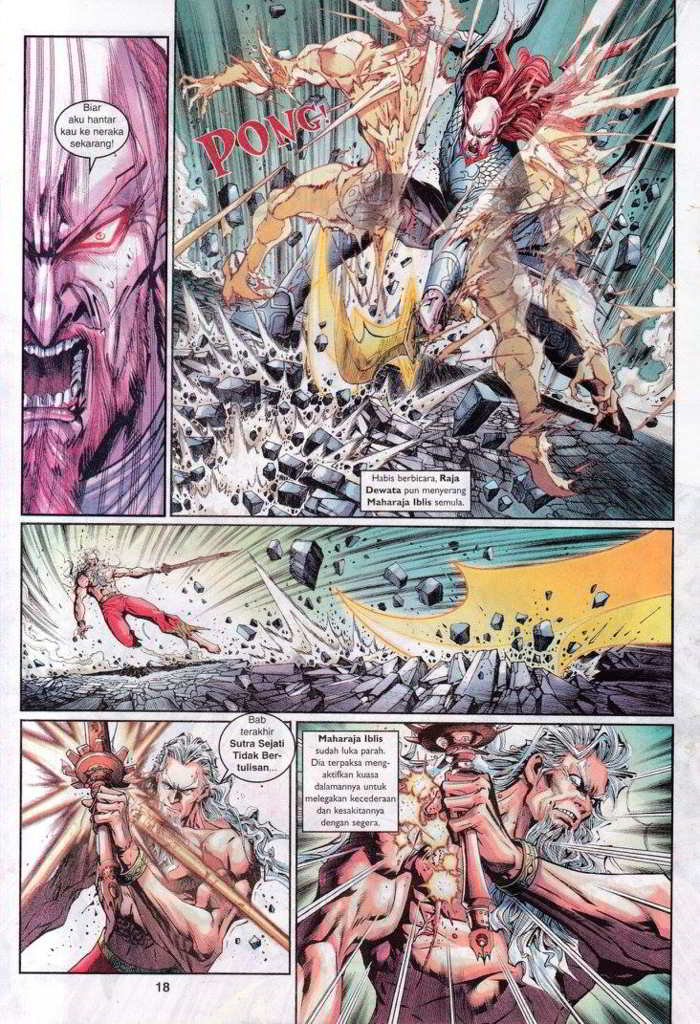 Biar
aku hantar
kau ke neraka
sekarang!
PONG!
Habis berbicara, Raja
Dewata pun menyerang
Maharaja Iblis semula.
Bab
terakhir
Sutra Sejati
Tidak Ber-
tulisan...
Maharaja Iblis
sudah luka parah.
Dia terpaksa meng-
aktifkan kuasa
dalamannya untuk
melegakan kecederaan
dan kesakitannya
dengan segera.
18